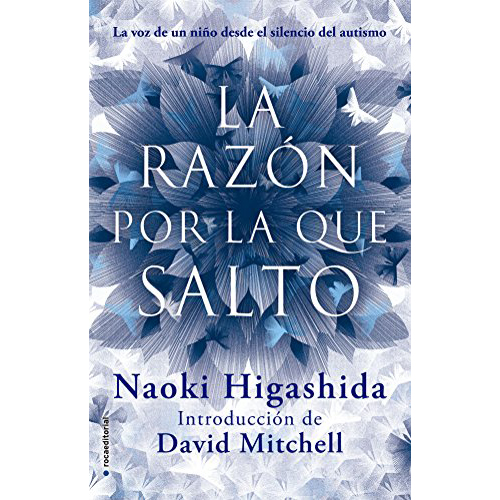 La voz de un niño desde el silencio del autismo
LA
RAZÓN
POR LA QUE
SALTO
Naoki Higashida
Introducción de
David Mitchell
rocaeditorial